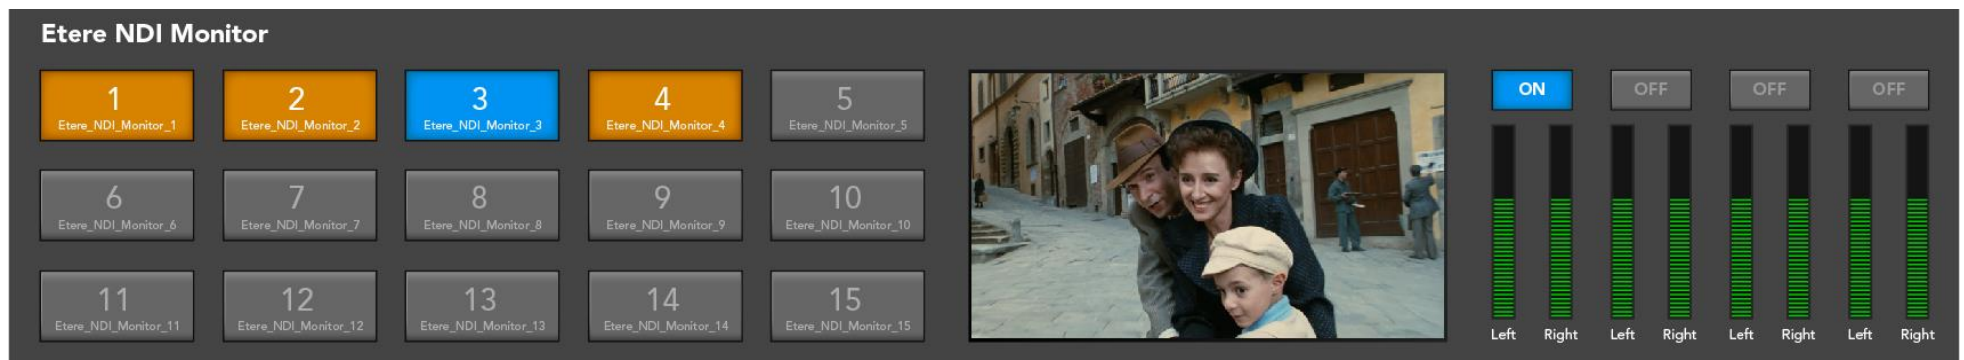 Etere NDI Monitor
1
Etere_NDI_Monitor_1
2
Etere_NDI_Monitor_2
3
Etere_NDI_Monitor_3
4
Etere_NDI_Monitor_4
5
Etere_NDI_Monitor_5
6
Etere_NDI_Monitor_6
7
Etere_NDI_Monitor_7
8
Etere_NDI_Monitor_8
9
Etere_NDI_Monitor_9
10
Etere_NDI_Monitor_10
11
Etere_NDI_Monitor_11
12
Etere_NDI_Monitor_12
13
Etere_NDI_Monitor_13
14
Etere_NDI_Monitor_14
15
Etere_NDI_Monitor_15
ON
OFF
OFF
OFF
Left Right Left Right Left Right Left Right